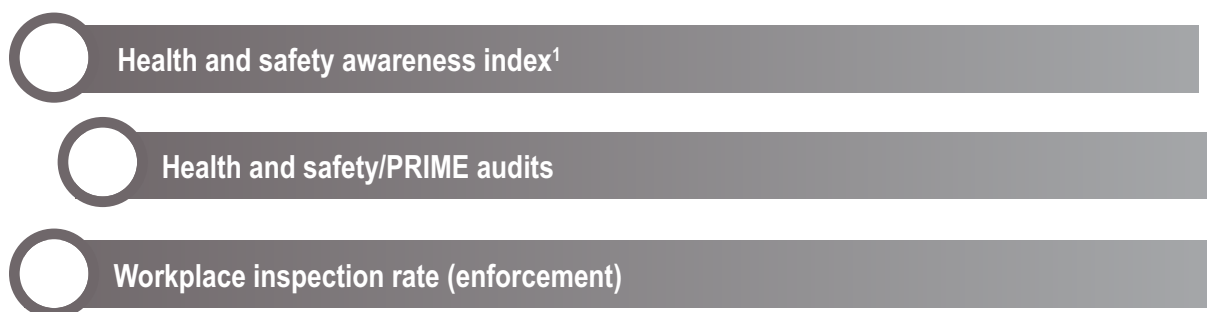 Health and safety awareness index¹
Health and safety/PRIME audits
Workplace inspection rate (enforcement)